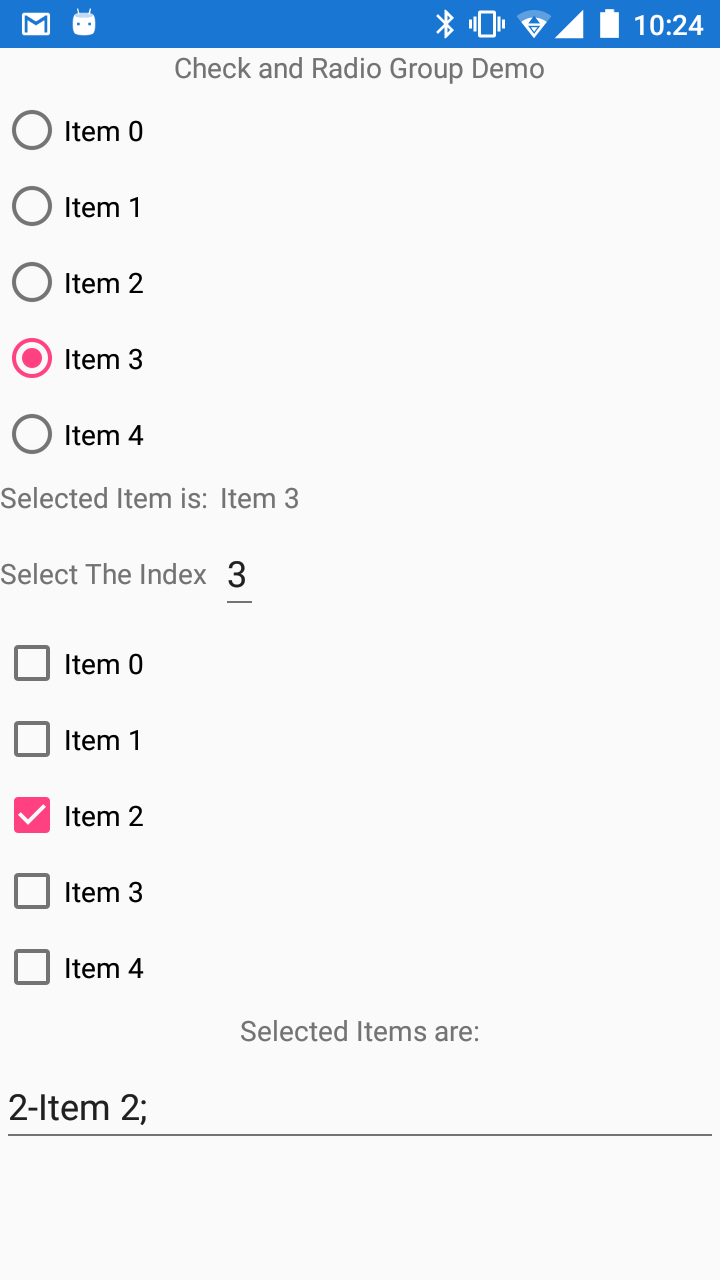 10:24
Check and Radio Group Demo
Item 0
Item 1
Item 2
Item 3
Item 4
Selected Item is: Item 3
Select The Index 3
Item 0
Item 1
Item 2
Item 3
Item 4
Selected Items are:
2-Item 2;